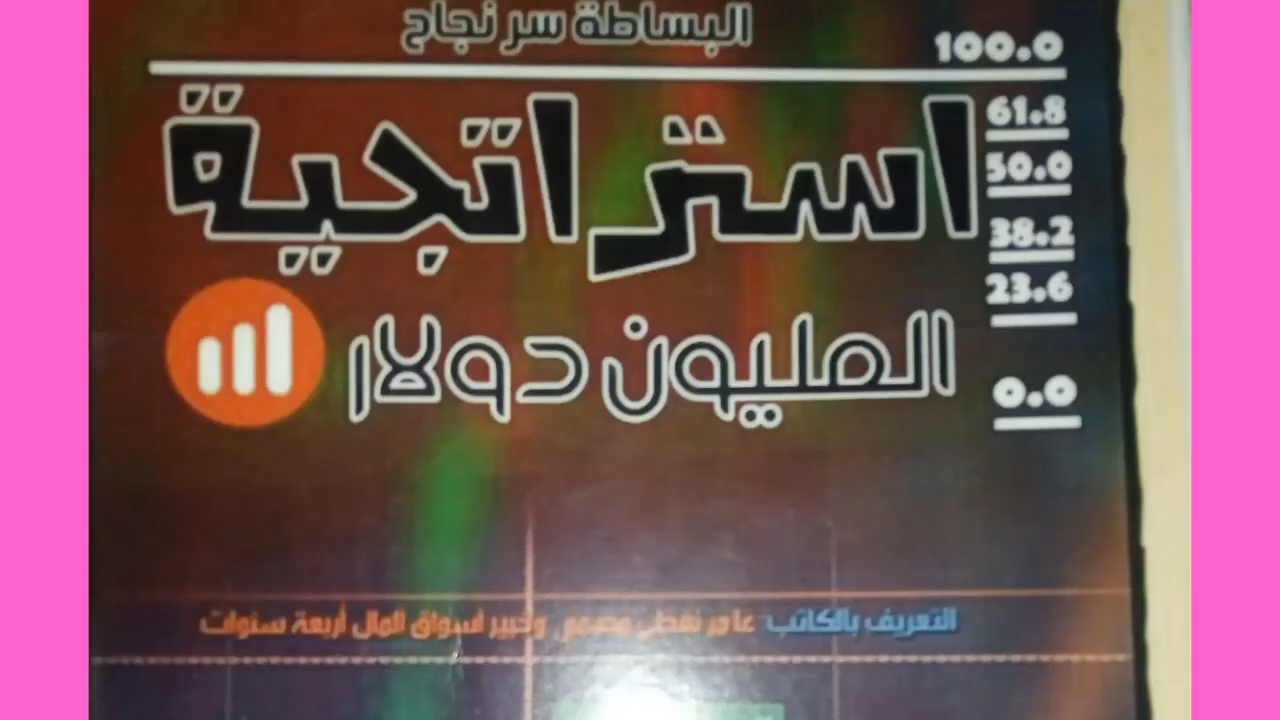 البساطة سر نجاح
100.0
استراتجية
61.8
50.0
38.2
23.6
المليون دولار
0.0
التعريف بالكاتب: عامر نفطي مصمم وخبير اسواق المال أربعة سنوات